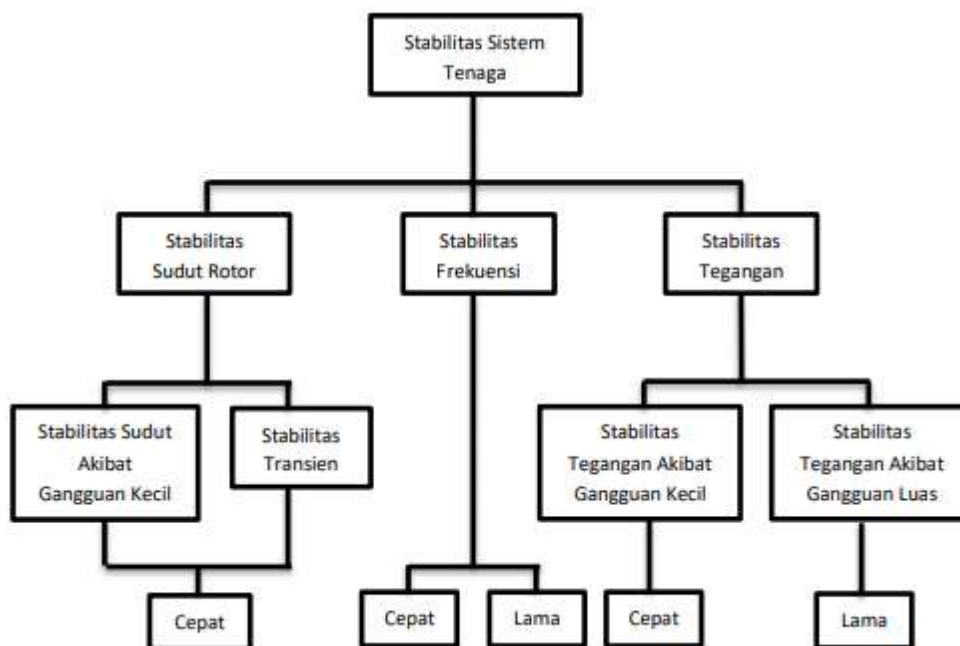 Stabilitas Sistem
Tenaga
Stabilitas
Sudut Rotor
Stabilitas
Frekuensi
Stabilitas
Tegangan
Stabilitas Sudut
Akibat
Gangguan Kecil
Stabilitas
Transien
Stabilitas
Tegangan Akibat
Gangguan Kecil
Stabilitas
Tegangan Akibat
Gangguan Luas
Cepat
Cepat
Lama
Cepat
Lama